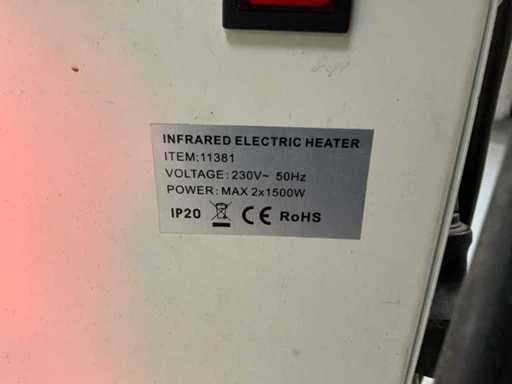 INFRARED ELECTRIC HEATER
ITEM:11381
VOLTAGE: 230V~ 50Hz
POWER: MAX 2x1500W
IP20 CE RoHS